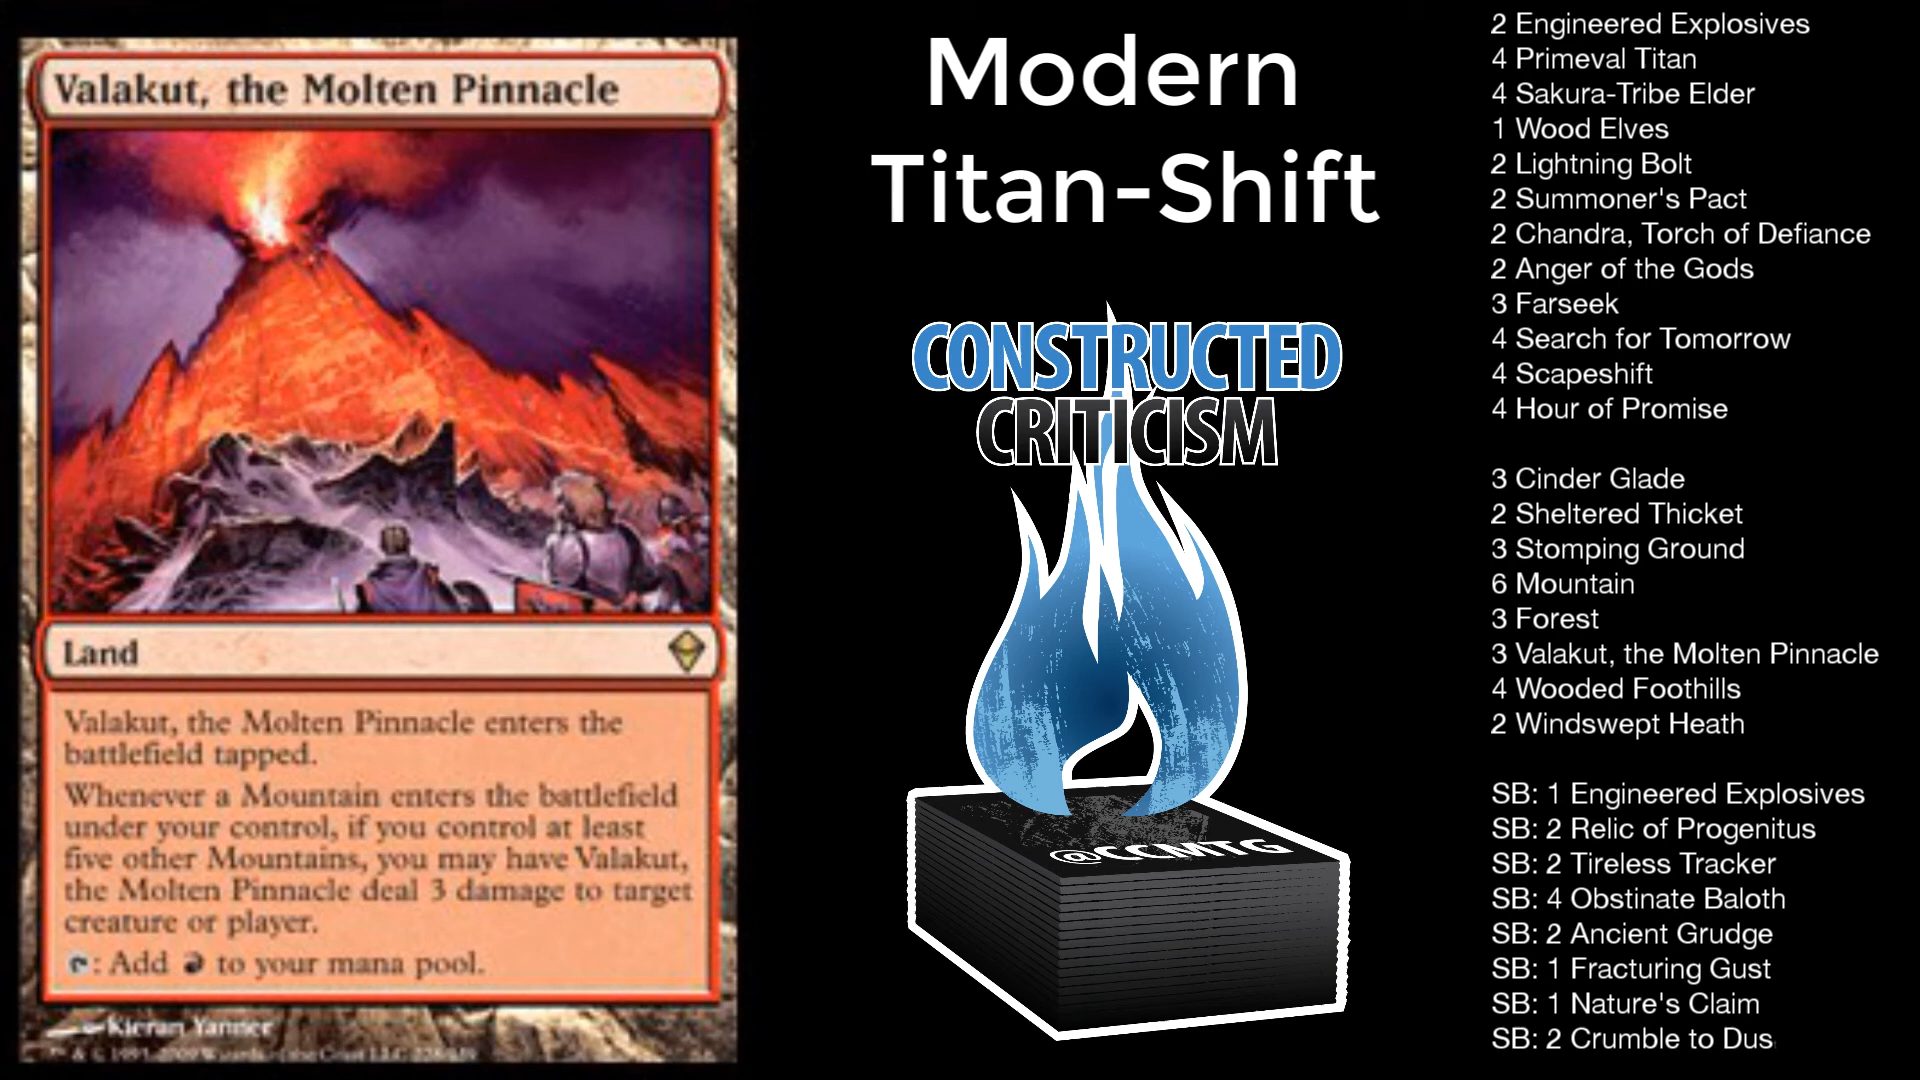 Valakut, the Molten Pinnacle
Land
Valakut, the Molten Pinnacle enters the
battlefield tapped.
Whenever a Mountain enters the battlefield
under your control, if you control at least
five other Mountains, you may have Valakut,
the Molten Pinnacle deal 3 damage to target
creature or player.
: Add to your mana pool.
Kieran Yanner
Modern
Titan-Shift
CONSTRUCTED
CRITICISM
@CCMTG
2 Engineered Explosives
4 Primeval Titan
4 Sakura-Tribe Elder
1 Wood Elves
2 Lightning Bolt
2 Summoner's Pact
2 Chandra, Torch of Defiance
2 Anger of the Gods
3 Farseek
4 Search for Tomorrow
4 Scapeshift
4 Hour of Promise
3 Cinder Glade
2 Sheltered Thicket
3 Stomping Ground
6 Mountain
3 Forest
3 Valakut, the Molten Pinnacle
4 Wooded Foothills
2 Windswept Heath
SB: 1 Engineered Explosives
SB: 2 Relic of Progenitus
SB: 2 Tireless Tracker
SB: 4 Obstinate Baloth
SB: 2 Ancient Grudge
SB: 1 Fracturing Gust
SB: 1 Nature's Claim
SB: 2 Crumble to Dus